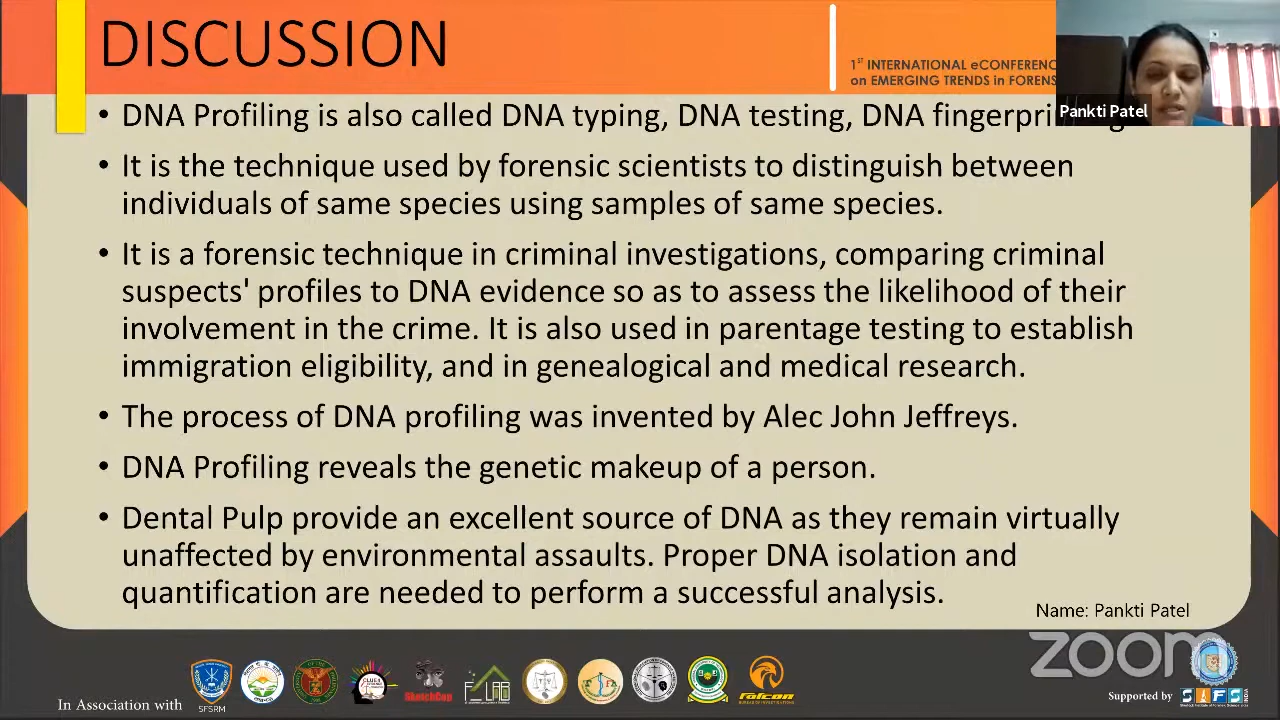 DISCUSSION
1ST INTERNATIONAL eCONFERENC
on EMERGING TRENDS in FORENS
Pankti Patel
• DNA Profiling is also called DNA typing, DNA testing, DNA fingerpri
• It is the technique used by forensic scientists to distinguish between
individuals of same species using samples of same species.
• It is a forensic technique in criminal investigations, comparing criminal
suspects' profiles to DNA evidence so as to assess the likelihood of their
involvement in the crime. It is also used in parentage testing to establish
immigration eligibility, and in genealogical and medical research.
• The process of DNA profiling was invented by Alec John Jeffreys.
• DNA Profiling reveals the genetic makeup of a person.
• Dental Pulp provide an excellent source of DNA as they remain virtually
unaffected by environmental assaults. Proper DNA isolation and
quantification are needed to perform a successful analysis.
Name: Pankti Patel
zoom
In Association with
SFSRM
CLUES
SketchCop
F-LAB
Falcon
Supported by
SIFS